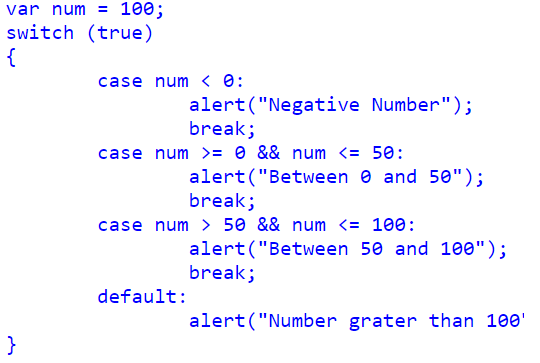 var num = 100;
switch (true)
{
case num < 0:
alert("Negative Number");
break;
case num >= 0 && num <= 50:
alert("Between 0 and 50");
break;
case num > 50 && num <= 100:
alert("Between 50 and 100");
break;
default:
alert("Number grater than 100'
}